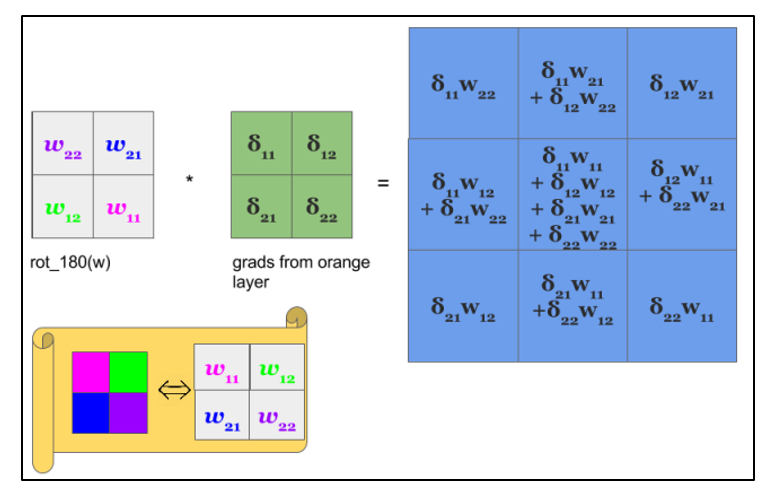 w₂₂ w₂₁
w₁₂ w₁₁
rot_180(w)
*
δ₁₁ δ₁₂
δ₂₁ δ₂₂
grads from orange
layer
=
δ₁₁w₂₂
δ₁₁w₂₁
+ δ₁₂w₂₂
δ₁₂w₂₁
δ₁₁w₁₂
+ δ₂₁w₂₂
δ₁₁w₁₁
+ δ₁₂w₁₂
+ δ₂₁w₂₁
+ δ₂₂w₂₂
δ₁₂w₁₁
+ δ₂₂w₂₁
δ₂₁w₁₂
δ₂₁w₁₁
+δ₂₂w₁₂
δ₂₂w₁₁
⇔
w₁₁ w₁₂
w₂₁ w₂₂